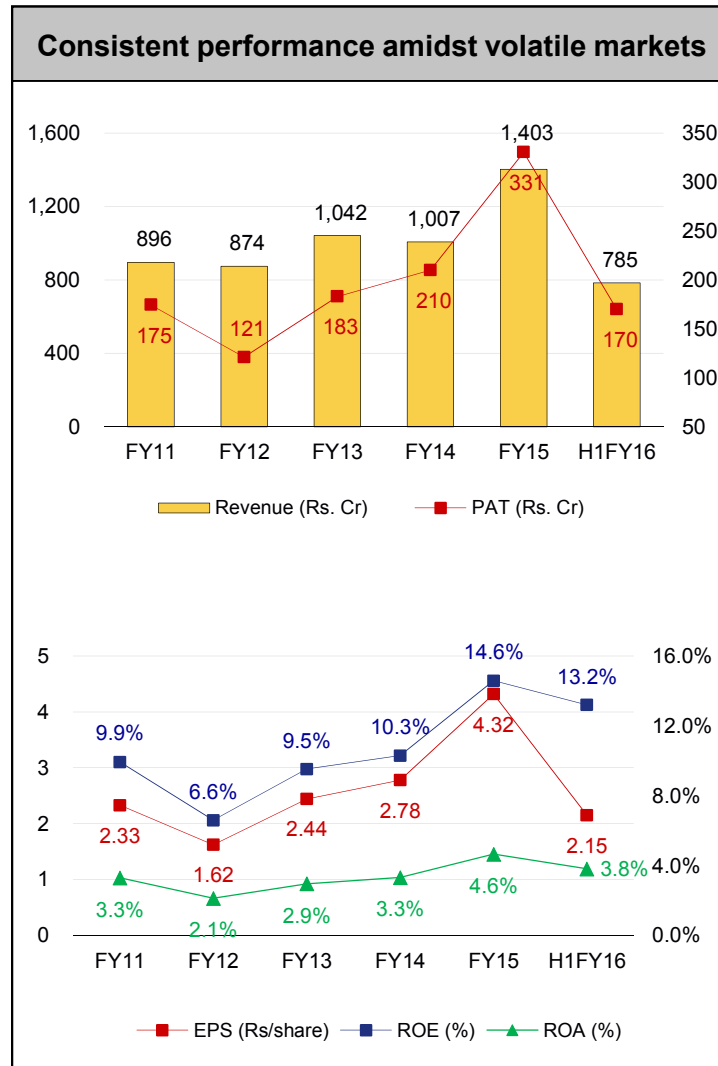 Consistent performance amidst volatile markets
1,600 1,403 350
331 300
1,200 1,042 1,007
896 874 785 250
800 210 200
175 183 170
121 150
400
100
0 50
FY11 FY12 FY13 FY14 FY15 H1FY16
Revenue (Rs. Cr) PAT (Rs. Cr)
5 14.6% 16.0%
13.2%
4 9.9% 9.5% 10.3% 4.32 12.0%
3 6.6%
2.78 8.0%
2 2.33 2.44 2.15
1.62 3.8% 4.0%
1 3.3% 2.9% 3.3% 4.6%
2.1%
0 0.0%
FY11 FY12 FY13 FY14 FY15 H1FY16
EPS (Rs/share) ROE (%) ROA (%)